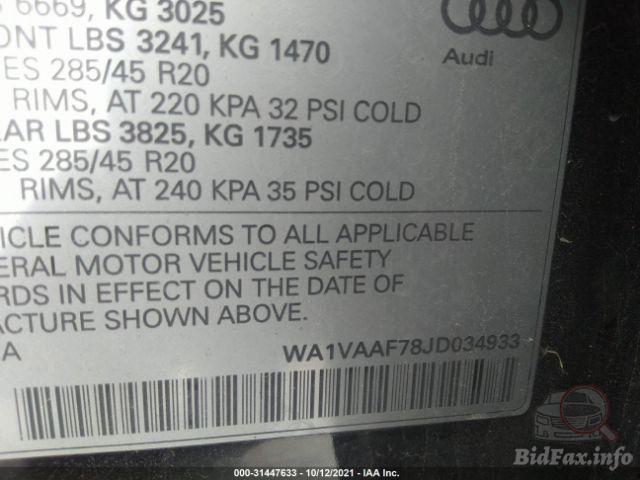 6669, KG 3025
ONT LBS 3241, KG 1470
ES 285/45 R20
RIMS, AT 220 KPA 32 PSI COLD
AR LBS 3825, KG 1735
ES 285/45 R20
RIMS, AT 240 KPA 35 PSI COLD
Audi
ICLE CONFORMS TO ALL APPLICABLE
ERAL MOTOR VEHICLE SAFETY
RDS IN EFFECT ON THE DATE OF
ACTURE SHOWN ABOVE.
A WA1VAAF78JD034933
000-31447633 - 10/12/2021 - IAA Inc.
BidFax.info